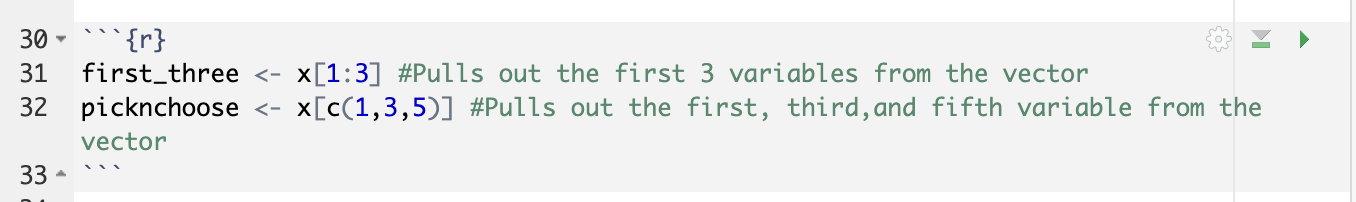 30 ```{r}
31 first_three <- x[1:3] #Pulls out the first 3 variables from the vector
32 picknchoose <- x[c(1,3,5)] #Pulls out the first, third,and fifth variable from the
vector
33 ```